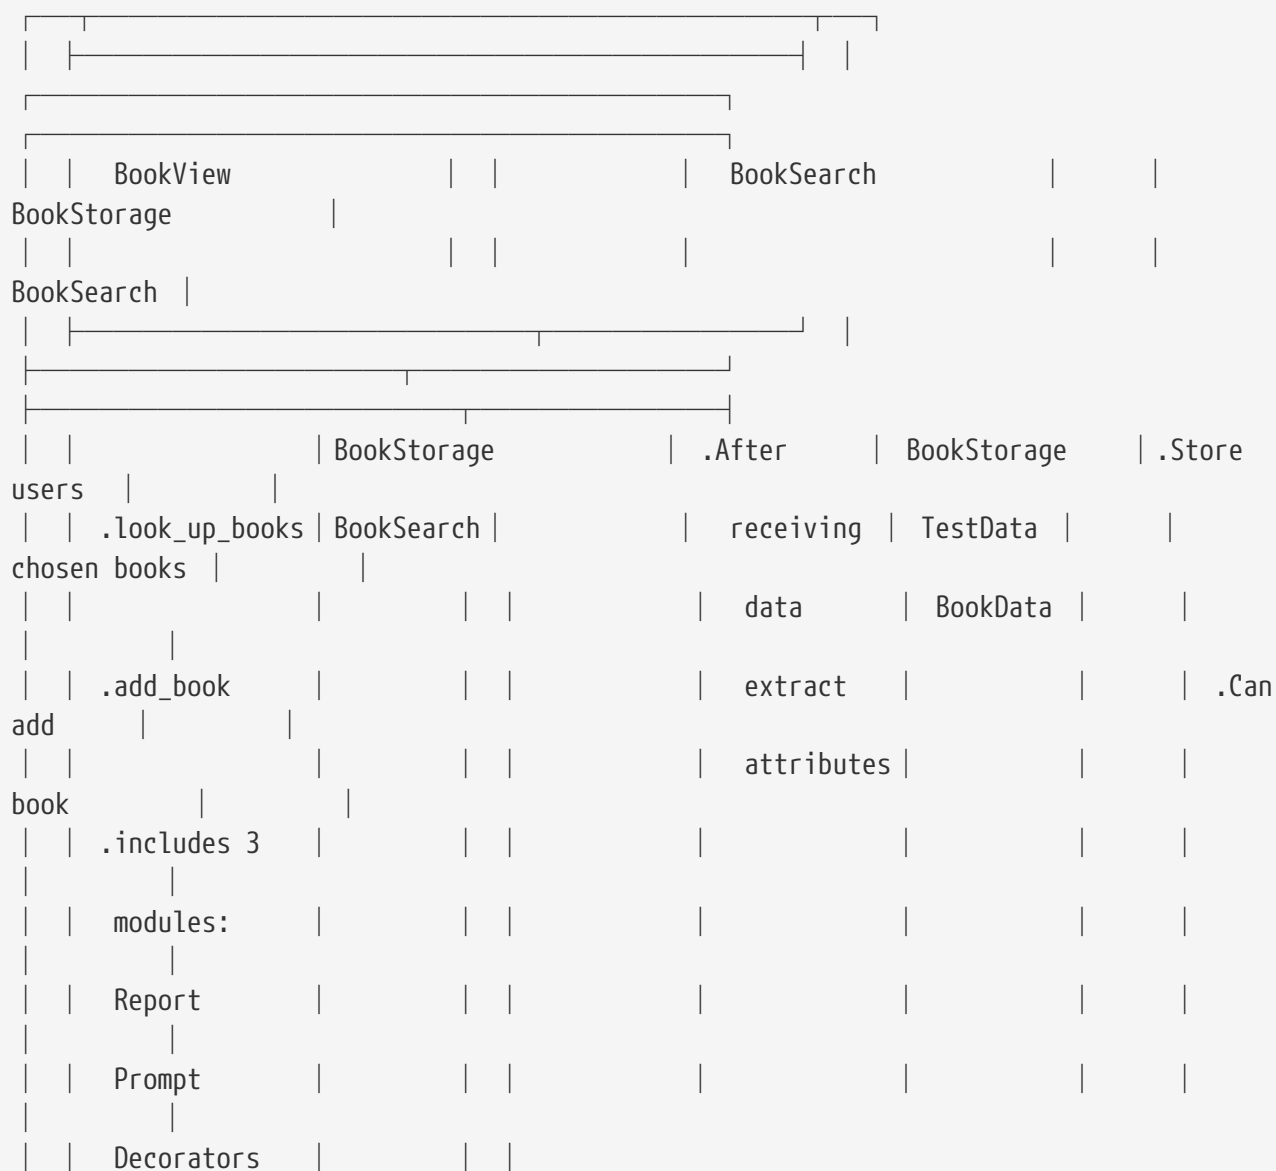 BookView BookSearch
BookStorage
BookSearch
BookStorage .After BookStorage .Store
users
.look_up_books BookSearch receiving TestData
chosen books
data BookData
.add_book extract .Can
add
attributes
book
.includes 3
modules:
Report
Prompt
Decorators